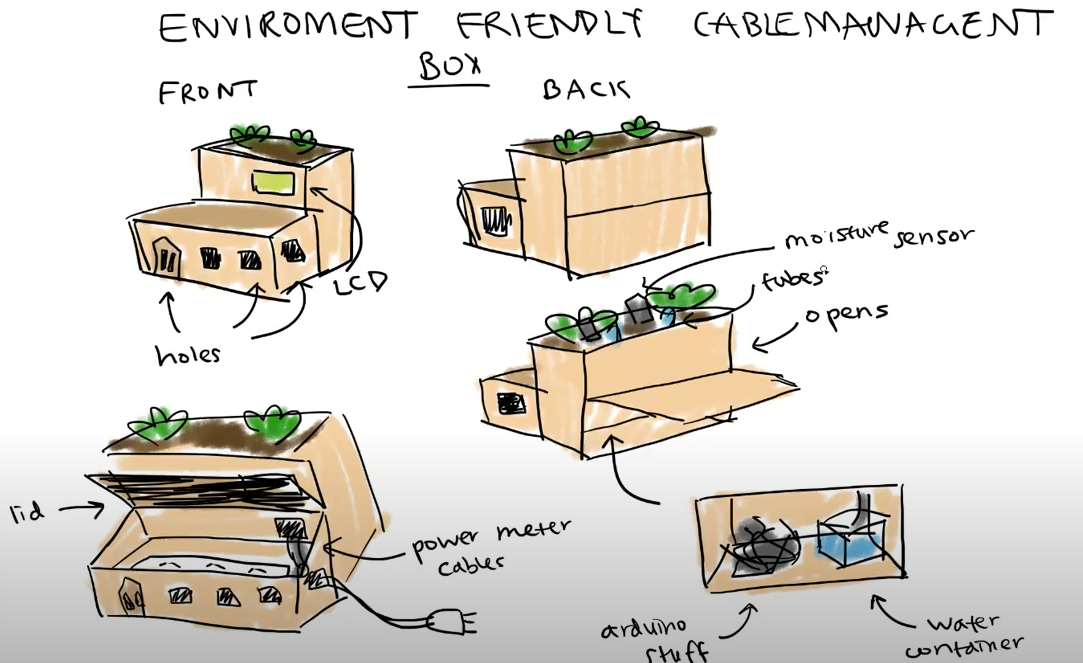 ENVIROMENT FRIENDLY CABLEMANAGENT
BOX
FRONT
BACK
LCD
holes
moisture sensor
tubes
opens
lid
power meter
cables
arduino
stuff
water
container